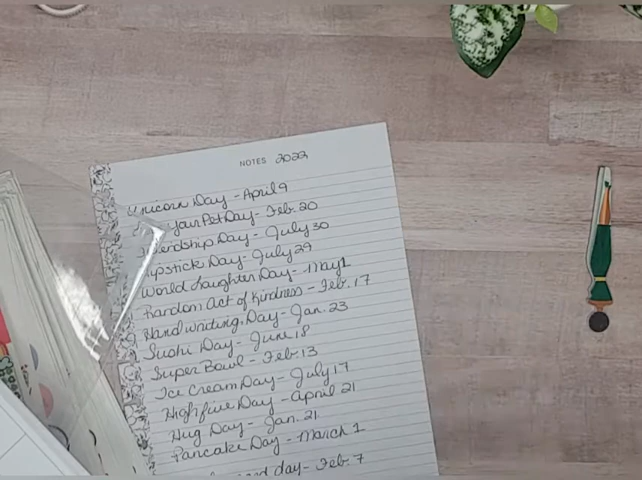 NOTES 2022
Unicorn Day - April 9
your Pet Day - Feb. 20
Friendship Day - July 30
Lipstick Day - July 29
World Laughter Day - May 1
Random Act of Kindness - Feb. 17
Handwriting Day - Jan. 23
Sushi Day - June 18
Super Bowl - Feb. 13
Ice Cream Day - July 17
High five Day - April 21
Hug Day - Jan. 21
Pancake Day - March 1
day - Feb. 7